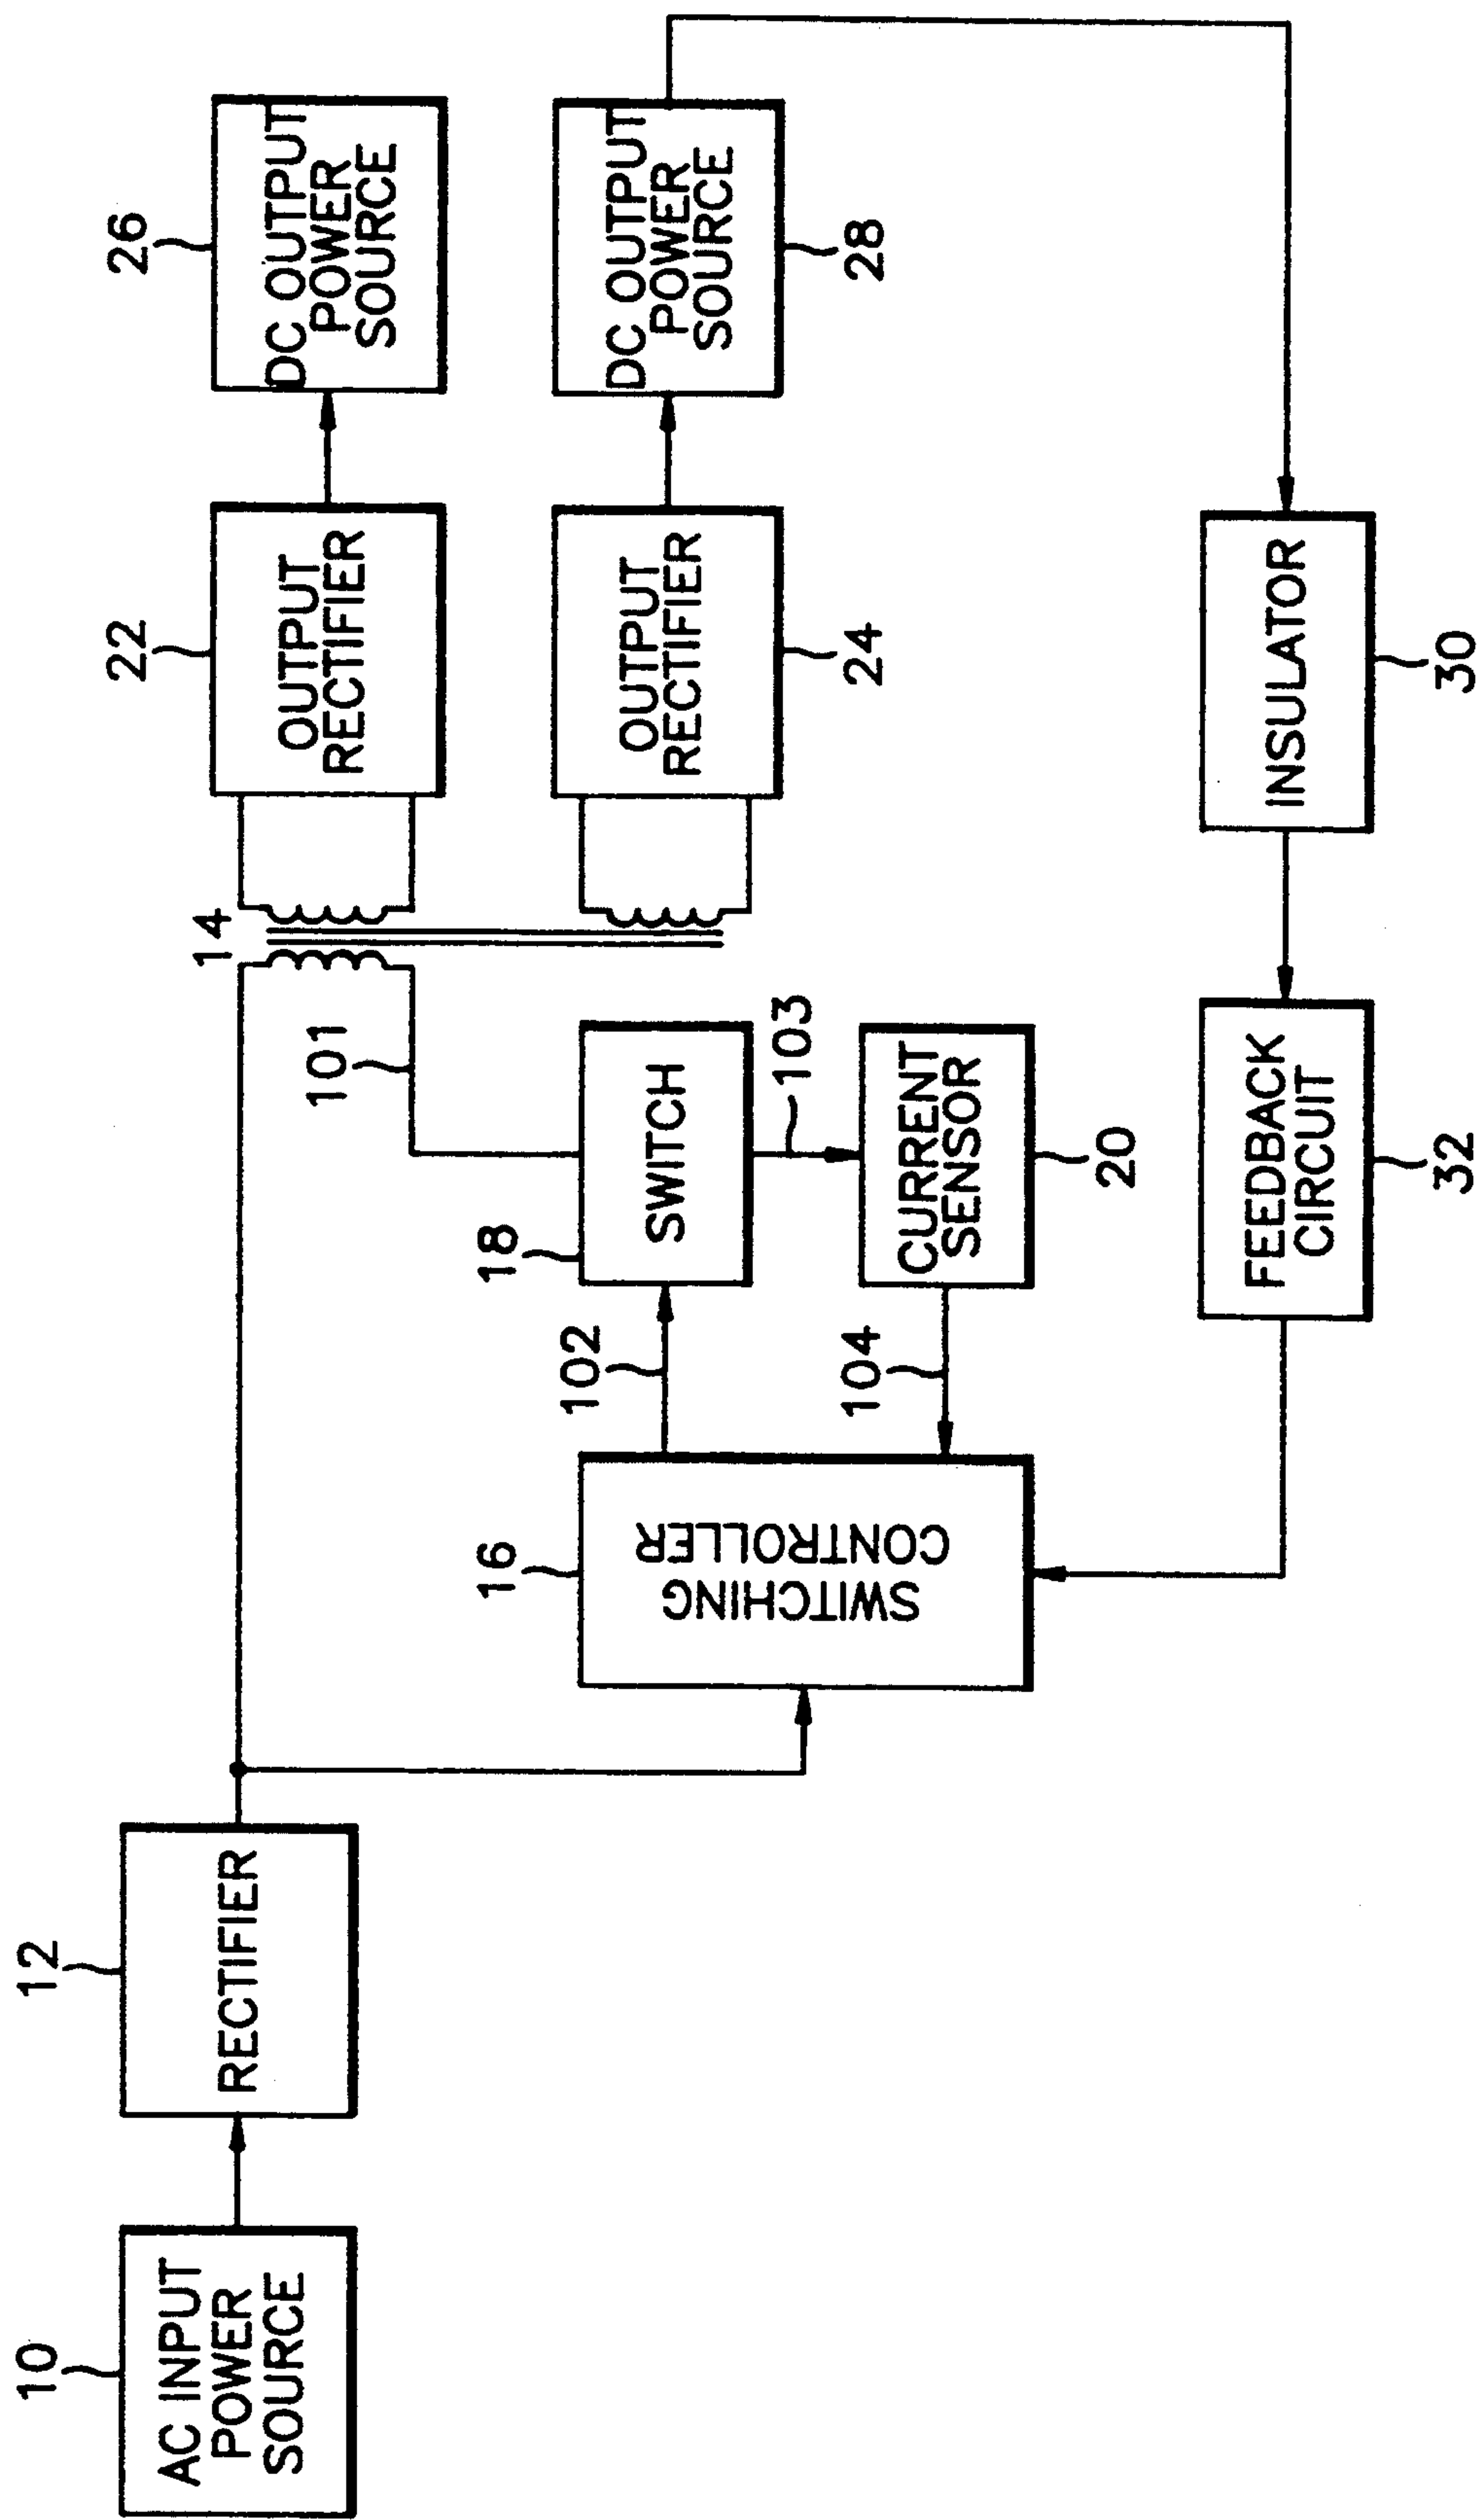 10
AC INPUT
POWER
SOURCE
12
RECTIFIER
14
101
22
OUTPUT
RECTIFIER
26
DC OUTPUT
POWER
SOURCE
16
SWITCHING
CONTROLLER
102
18
SWITCH
103
104
CURRENT
SENSOR
20
OUTPUT
RECTIFIER
24
DC OUTPUT
POWER
SOURCE
28
FEEDBACK
CIRCUIT
32
INSULATOR
30